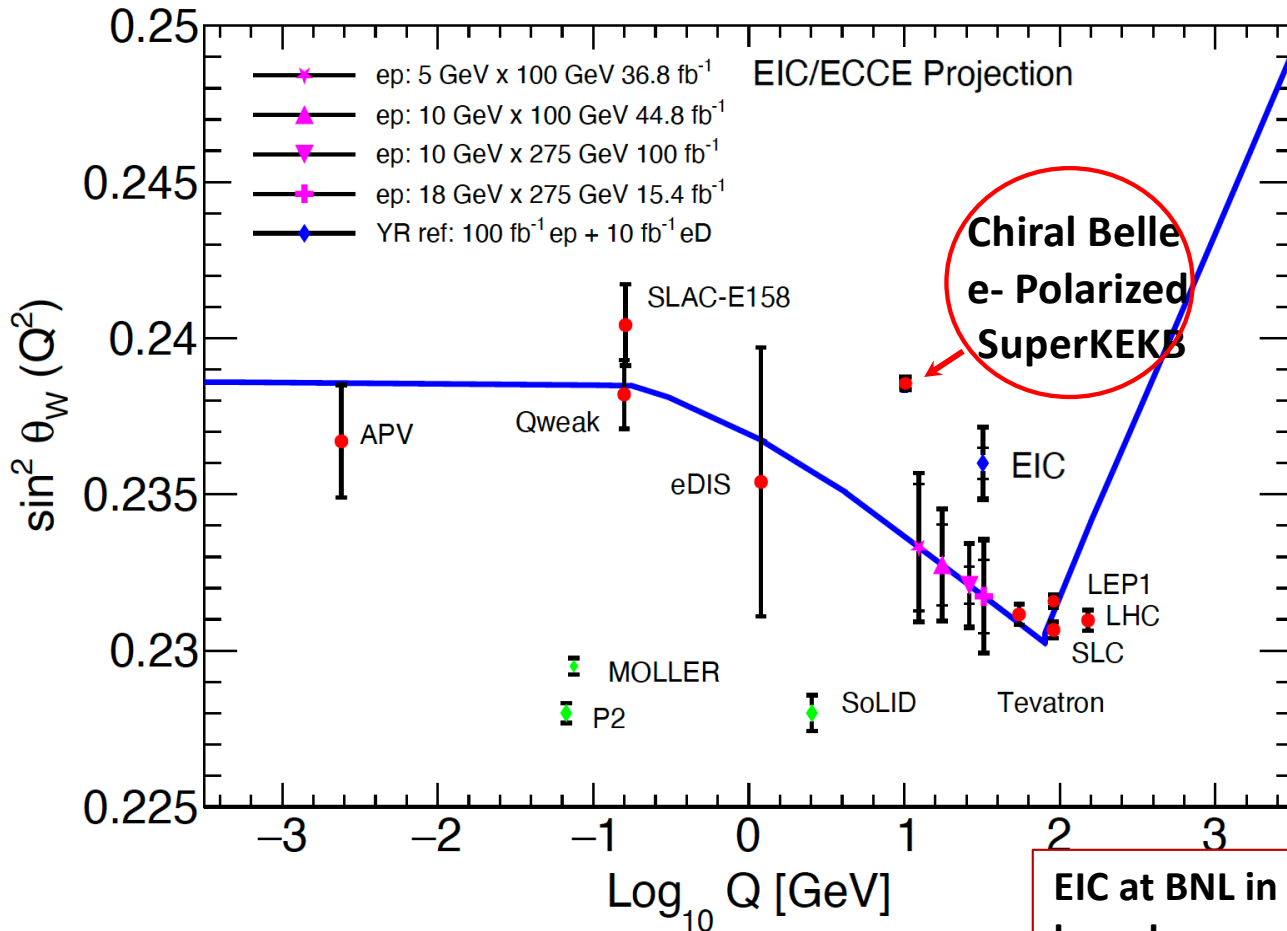 0.25
0.245
0.24
0.235
0.23
0.225
sin² θ_W (Q²)
ep: 5 GeV x 100 GeV 36.8 fb⁻¹
ep: 10 GeV x 100 GeV 44.8 fb⁻¹
ep: 10 GeV x 275 GeV 100 fb⁻¹
ep: 18 GeV x 275 GeV 15.4 fb⁻¹
YR ref: 100 fb⁻¹ ep + 10 fb⁻¹ eD
EIC/ECCE Projection
Chiral Belle
e- Polarized
SuperKEKB
SLAC-E158
APV
Qweak
eDIS
EIC
LEP1
LHC
SLC
Tevatron
MOLLER
P2
SoLID
−3
−2
−1
0
1
2
3
Log₁₀ Q [GeV]
EIC at BNL in